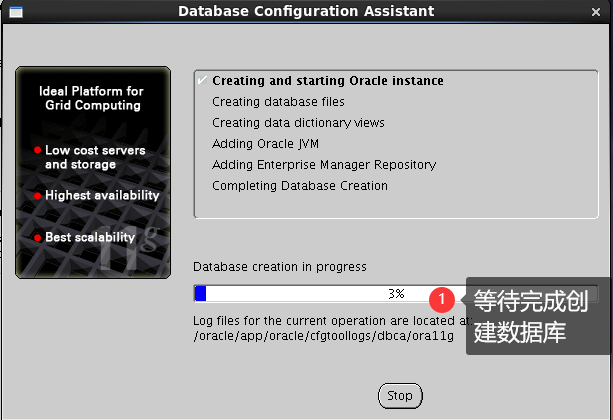 Database Configuration Assistant
Ideal Platform for
Grid Computing
Low cost servers
and storage
Highest availability
Best scalability
11g
Creating and starting Oracle instance
Creating database files
Creating data dictionary views
Adding Oracle JVM
Adding Enterprise Manager Repository
Completing Database Creation
Database creation in progress
3%
1
等待完成创
建数据库
Log files for the current operation are located at:
/oracle/app/oracle/cfgtoollogs/dbca/ora11g
Stop